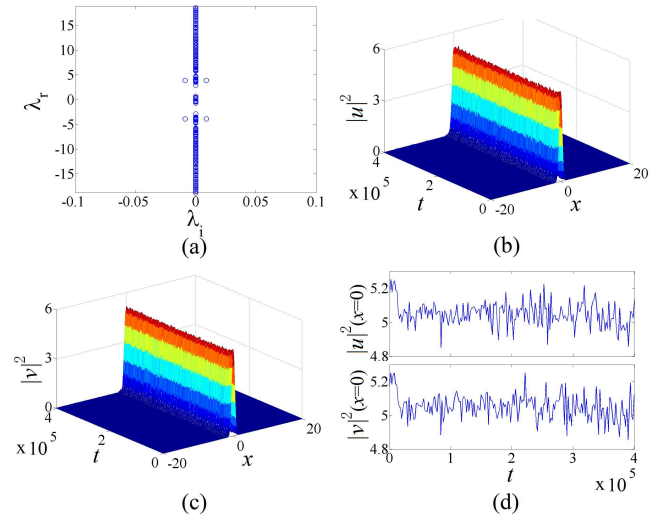 15
10
5
0
-5
-10
-15
λr
-0.1
-0.05
0
0.05
0.1
λi
(a)
6
3
0
|u|²
4
x 10⁵
2
t
0
-20
0
x
20
(b)
6
3
0
|v|²
4
x 10⁵
2
t
0
-20
0
x
20
(c)
5.2
5
4.8
|u|²(x=0)
5.2
5
4.8
|v|²(x=0)
0
1
2
3
4
t
x 10⁵
(d)